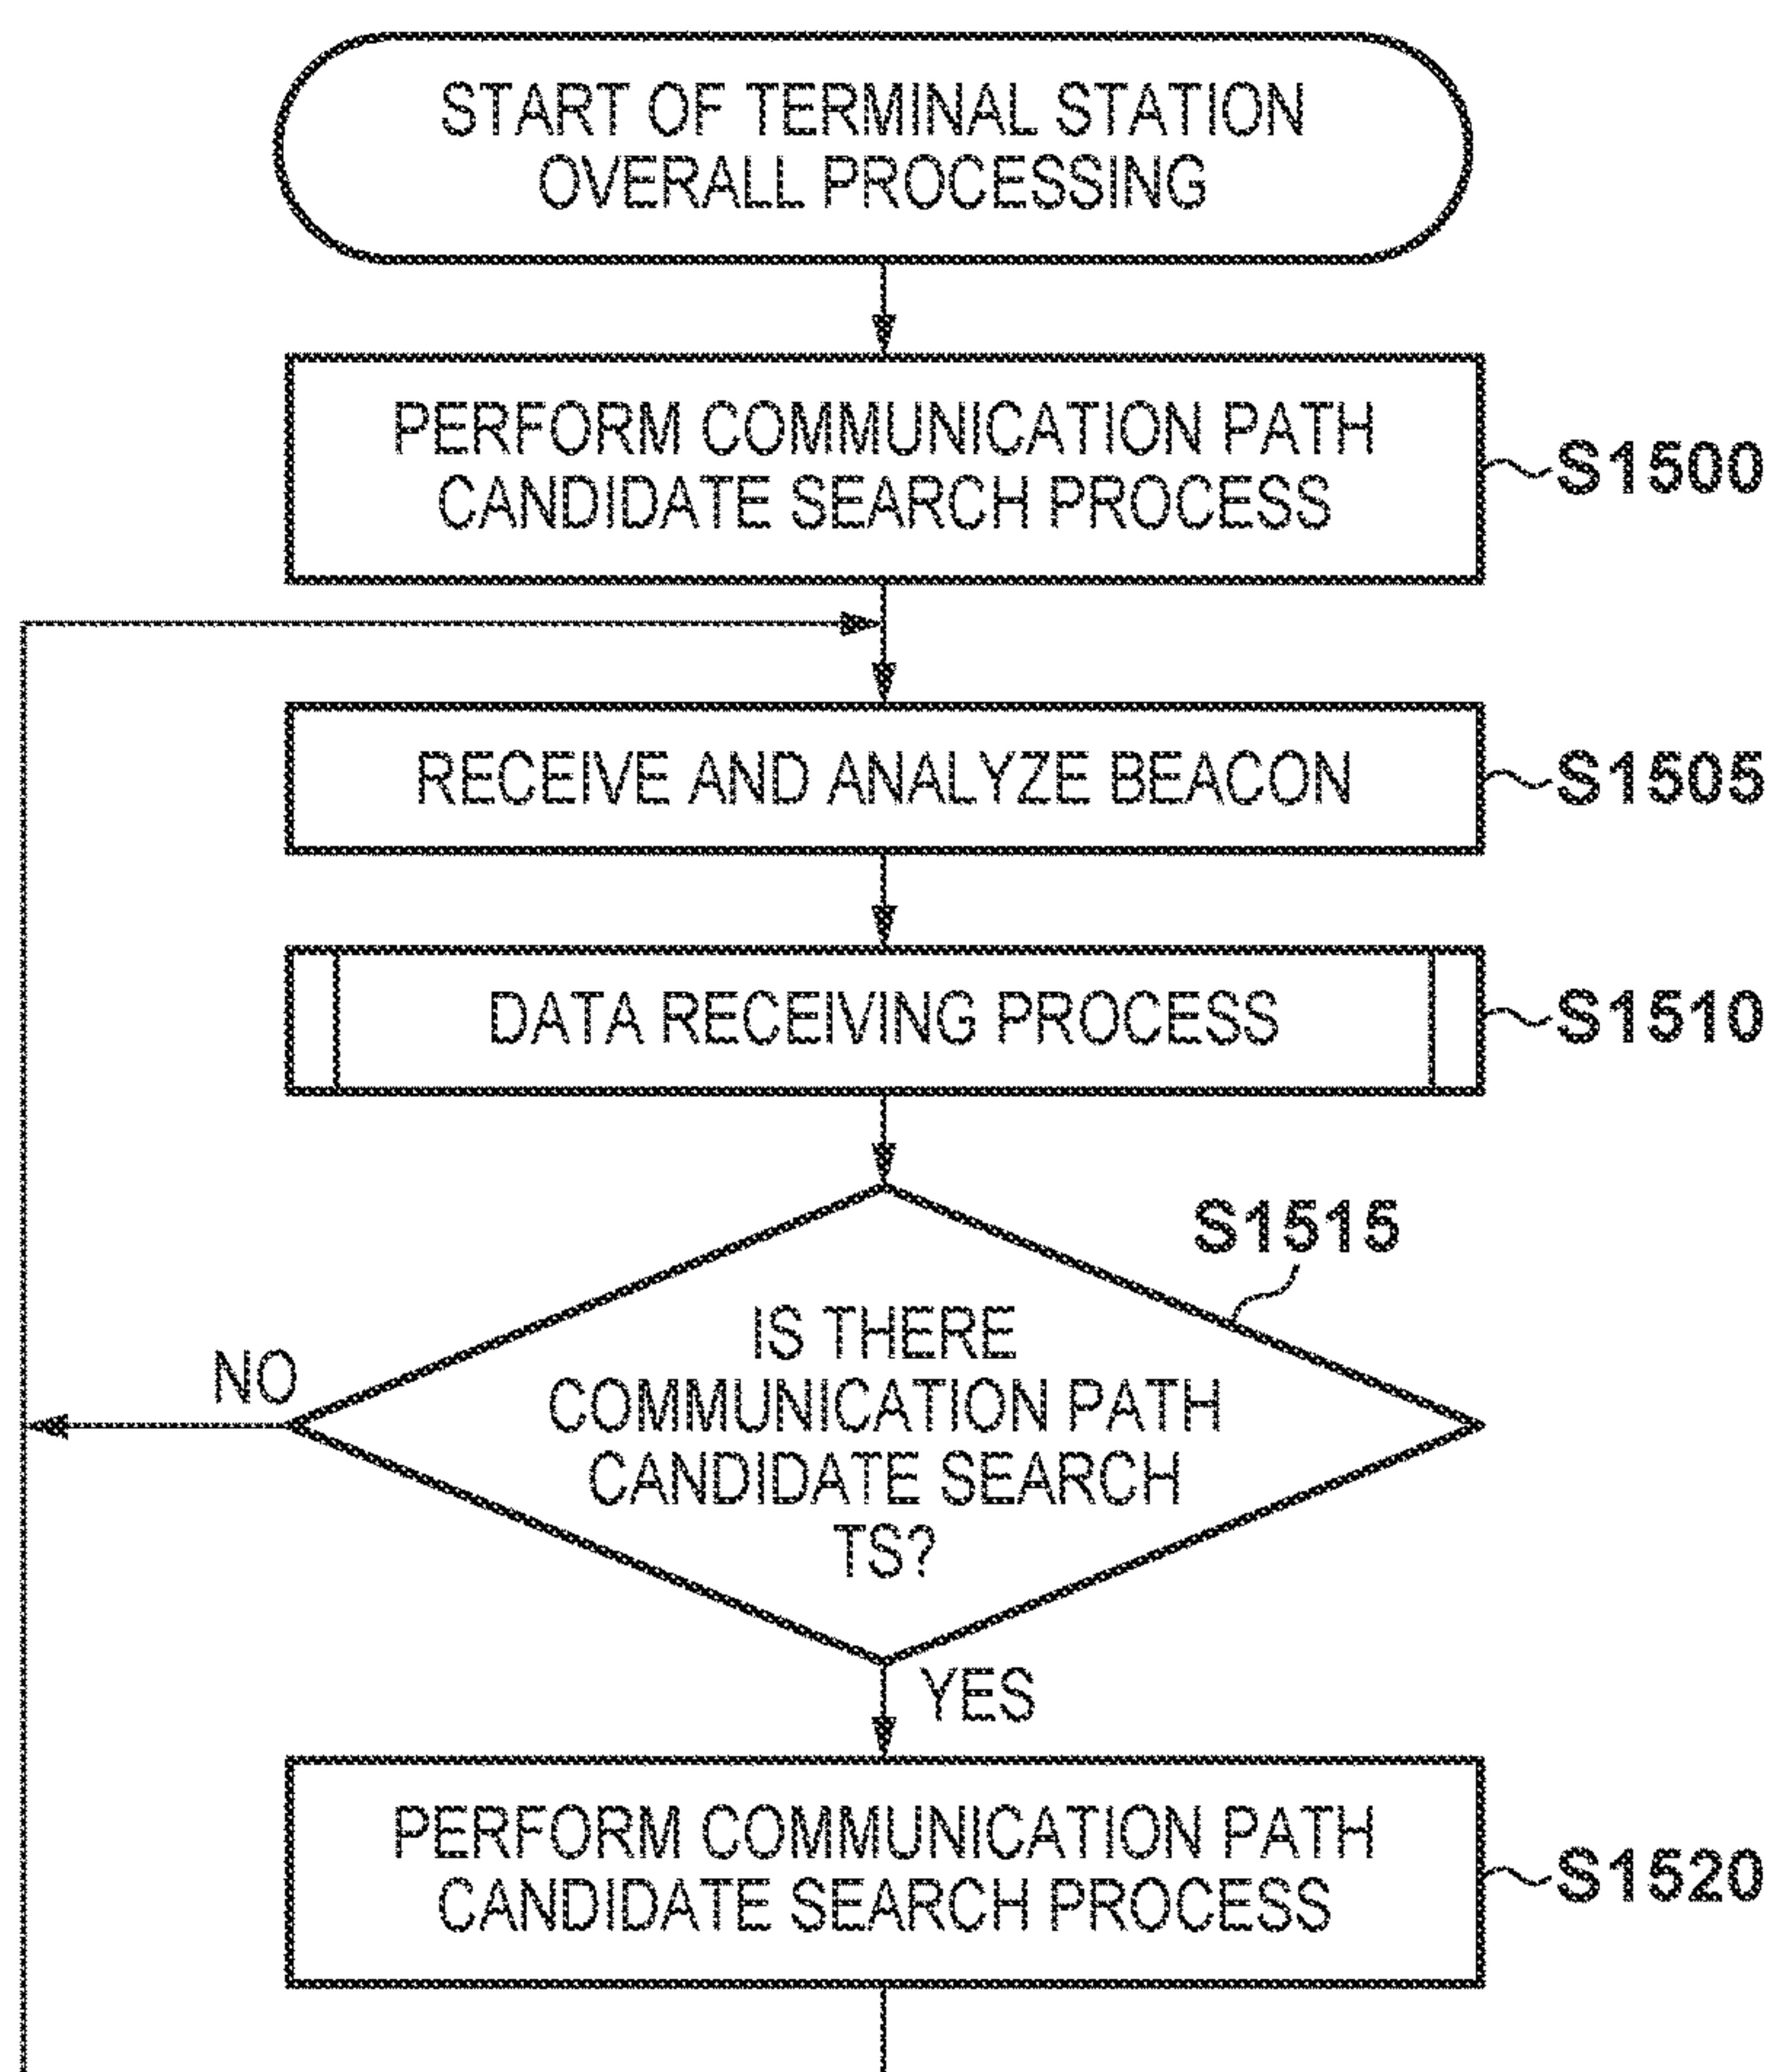 START OF TERMINAL STATION
OVERALL PROCESSING
PERFORM COMMUNICATION PATH
CANDIDATE SEARCH PROCESS
S1500
RECEIVE AND ANALYZE BEACON
S1505
DATA RECEIVING PROCESS
S1510
S1515
IS THERE
COMMUNICATION PATH
CANDIDATE SEARCH
TS?
NO
YES
PERFORM COMMUNICATION PATH
CANDIDATE SEARCH PROCESS
S1520